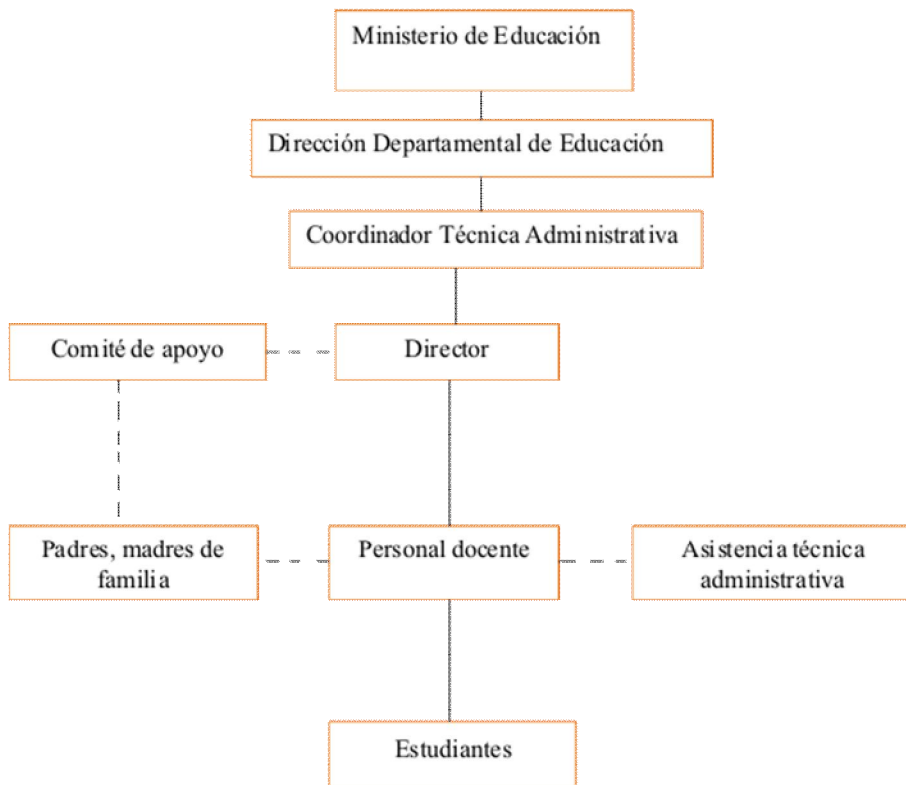 Ministerio de Educación
Dirección Departamental de Educación
Coordinador Técnica Administrativa
Comité de apoyo
Director
Padres, madres de
familia
Personal docente
Asistencia técnica
administrativa
Estudiantes